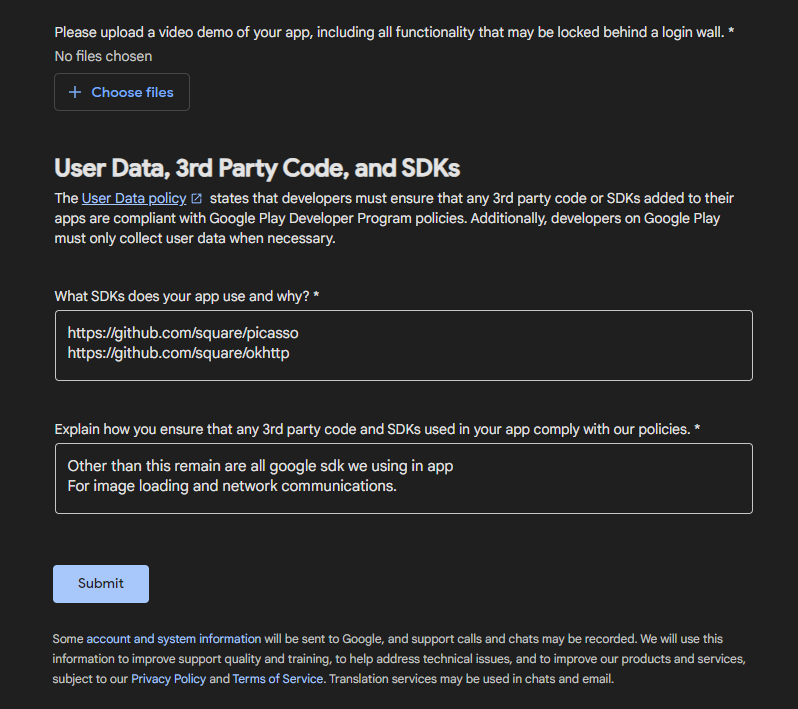 Please upload a video demo of your app, including all functionality that may be locked behind a login wall. *
No files chosen
+ Choose files
User Data, 3rd Party Code, and SDKs
The User Data policy states that developers must ensure that any 3rd party code or SDKs added to their
apps are compliant with Google Play Developer Program policies. Additionally, developers on Google Play
must only collect user data when necessary.
What SDKs does your app use and why? *
https://github.com/square/picasso
https://github.com/square/okhttp
Explain how you ensure that any 3rd party code and SDKs used in your app comply with our policies. *
Other than this remain are all google sdk we using in app
For image loading and network communications.
Submit
Some account and system information will be sent to Google, and support calls and chats may be recorded. We will use this
information to improve support quality and training, to help address technical issues, and to improve our products and services,
subject to our Privacy Policy and Terms of Service. Translation services may be used in chats and email.